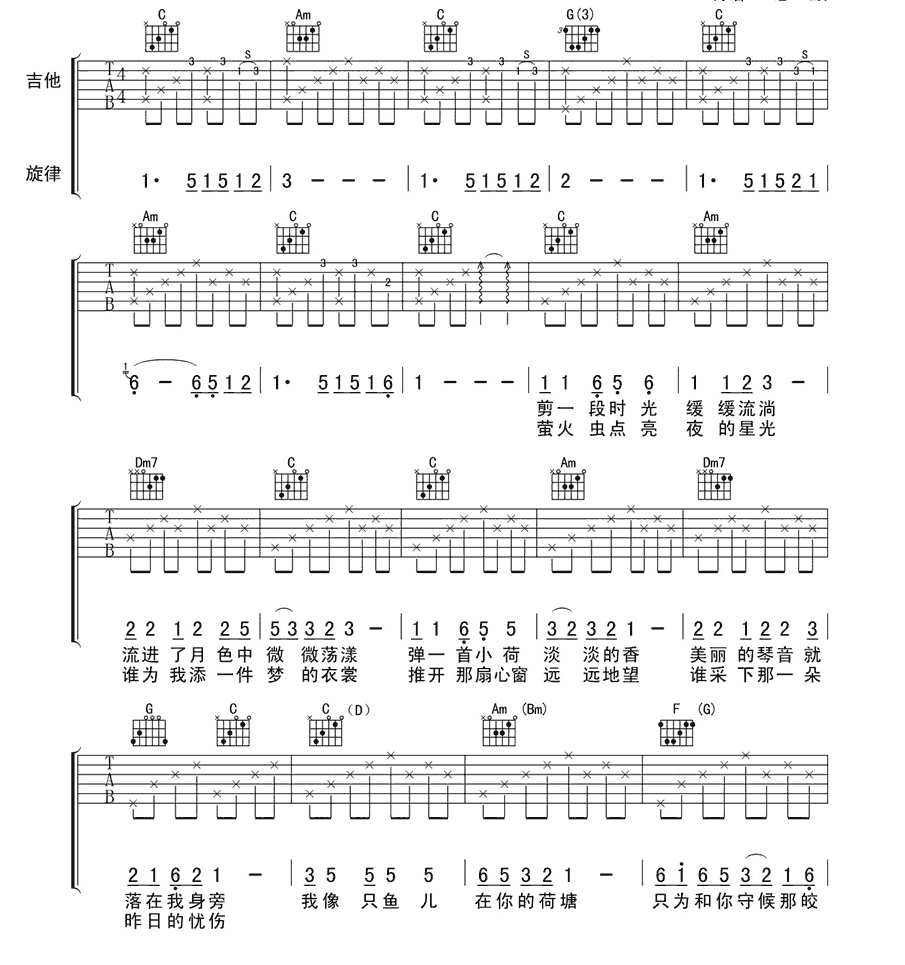 C Am C G(3) C
3 3 S 1 3 3 3 S 1 3 3 3 S 3 1
吉他 T A B 4 4
旋律 1· 5 1 5 1 2 | 3 - - - | 1· 5 1 5 1 2 | 2 - - - | 1· 5 1 5 2 1 |
Am C C C Am
3 3 2
T A B
1 6 - 6 5 1 2 | 1· 5 1 5 1 6 | 1 - - - | 1 1 6 5 6 | 1 1 2 3 - |
剪一 段时 光 缓 缓流淌
萤火 虫点 亮 夜 的星光
Dm7 C C Am Dm7
T A B
2 2 1 2 2 5 | 5 3 3 2 3 - | 1 1 6 5 5 | 3 2 3 2 1 - | 2 2 1 2 2 3 |
流进 了月 色中 微 微荡漾 弹一 首小 荷 淡 淡的香 美丽 的琴音 就
谁为 我添 一件 梦 的衣裳 推开 那扇心窗 远 远地望 谁采 下那一 朵
G C C (D) Am (Bm) F (G)
T A B
2 1 6 2 1 - | 3 5 5 5 5 | 6 5 3 2 1 - | 6 1 6 5 3 2 1 6 |
落在我身旁 我像 只鱼 儿 在你的荷塘 只为和你守候那皎
昨日的忧伤